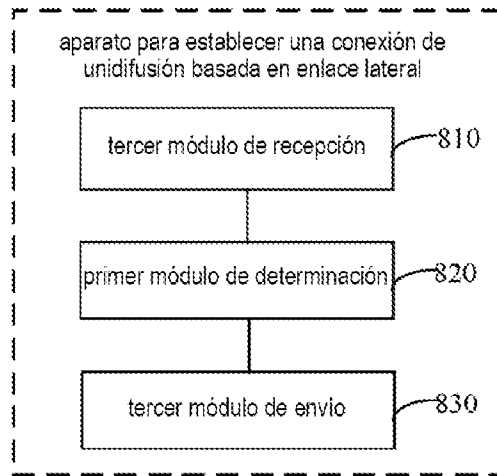 aparato para establecer una conexión de
unidifusión basada en enlace lateral
tercer módulo de recepción
810
primer módulo de determinación
820
tercer módulo de envío
830